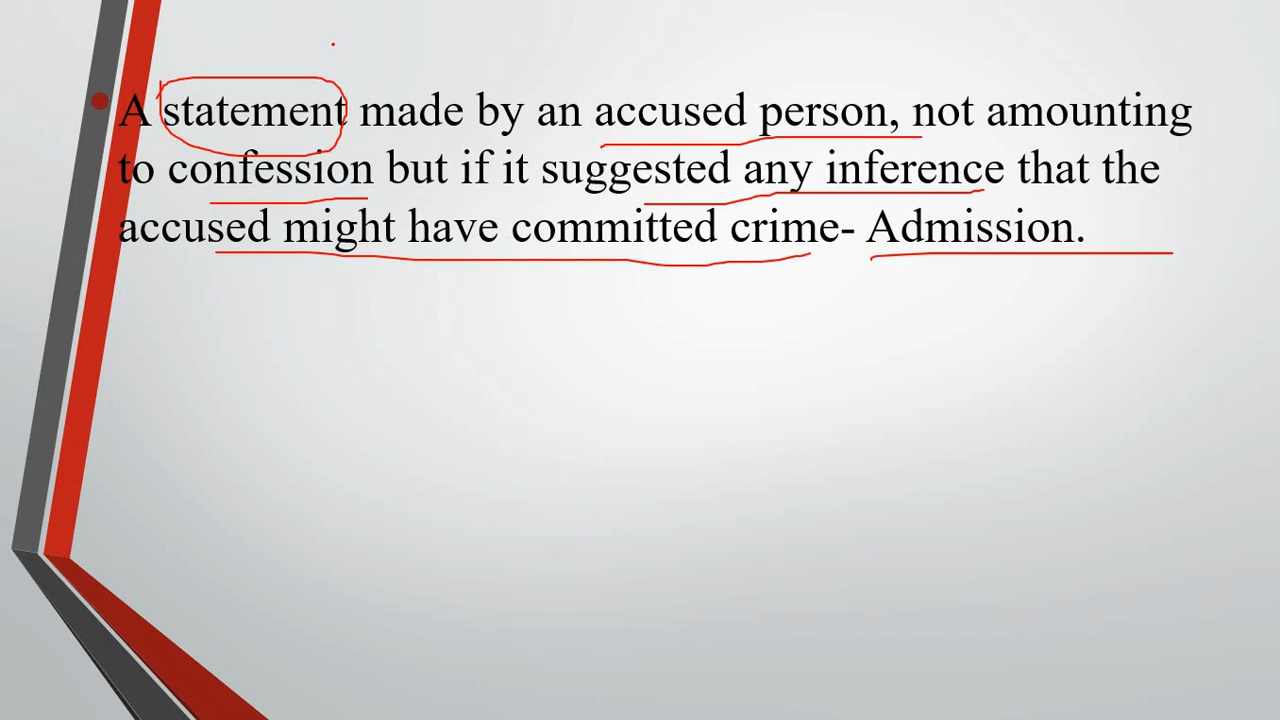 A statement made by an accused person, not amounting
to confession but if it suggested any inference that the
accused might have committed crime- Admission.